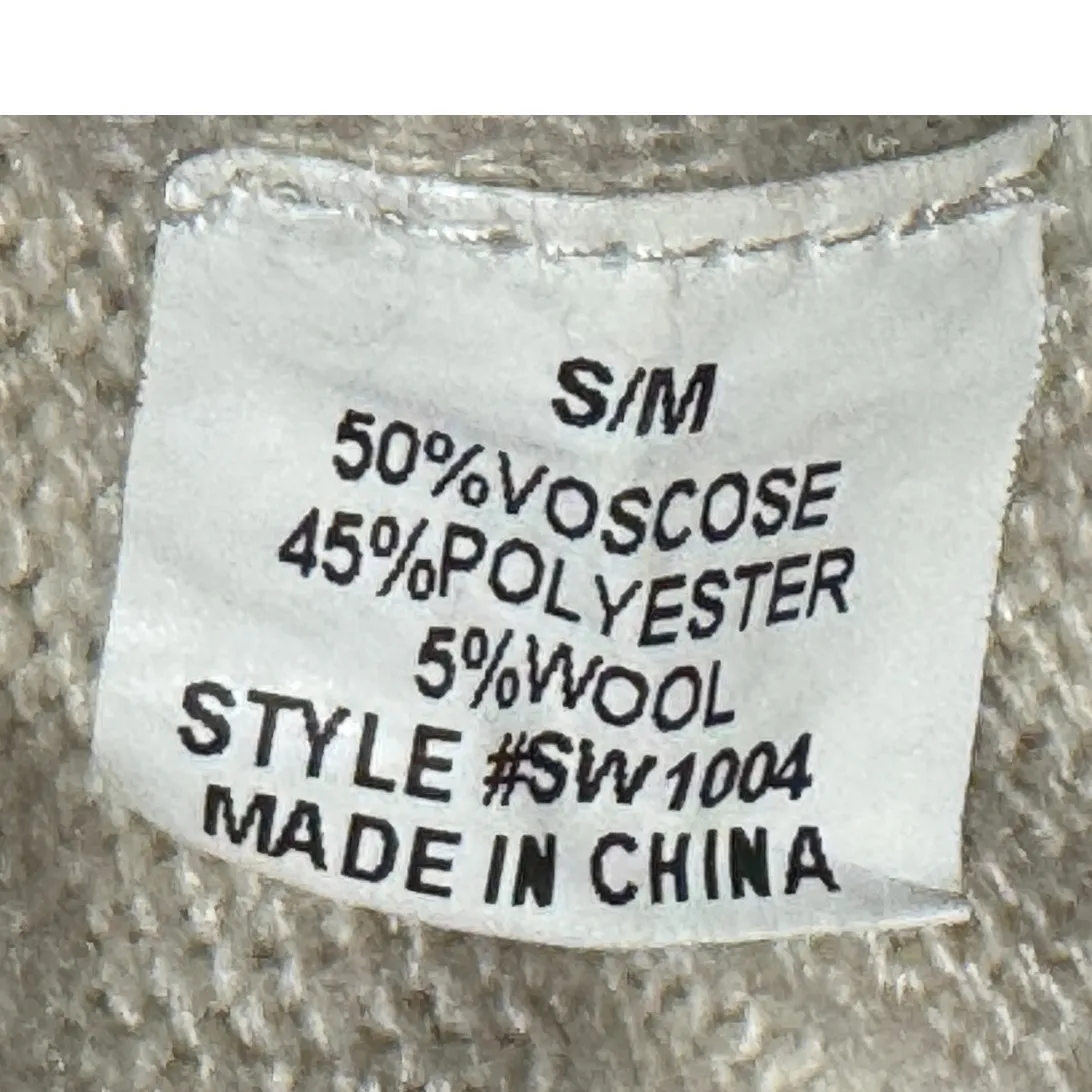 S/M
50%VOSCOSE
45%POLYESTER
5%WOOL
STYLE #SW1004
MADE IN CHINA